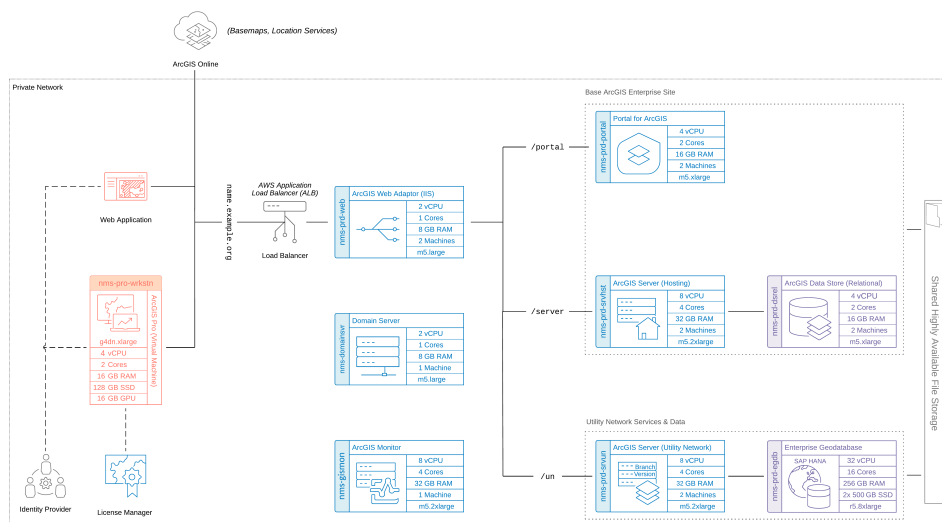 (Basemaps, Location Services)
ArcGIS Online
Private Network
Base ArcGIS Enterprise Site
nms-prd-portal
Portal for ArcGIS
4 vCPU
2 Cores
16 GB RAM
2 Machines
m5.xlarge
/portal
Web Application
name.example.org
AWS Application
Load Balancer (ALB)
Load Balancer
nms-prd-web
ArcGIS Web Adaptor (IIS)
2 vCPU
1 Cores
8 GB RAM
2 Machines
m5.large
nms-pro-wrkstn
ArcGIS Pro (Virtual Machine)
g4dn.xlarge
4 vCPU
2 Cores
16 GB RAM
128 GB SSD
16 GB GPU
nms-domainsvr
Domain Server
2 vCPU
1 Cores
8 GB RAM
1 Machine
m5.large
/server
nms-prd-srvhst
ArcGIS Server (Hosting)
8 vCPU
4 Cores
32 GB RAM
2 Machines
m5.2xlarge
nms-prd-dsrel
ArcGIS Data Store (Relational)
4 vCPU
2 Cores
16 GB RAM
2 Machines
m5.xlarge
Shared Highly Available File Storage
Identity Provider
License Manager
nms-gismon
ArcGIS Monitor
8 vCPU
4 Cores
32 GB RAM
1 Machine
m5.2xlarge
/un
Utility Network Services & Data
nms-prd-srvun
ArcGIS Server (Utility Network)
Branch
Version
8 vCPU
4 Cores
32 GB RAM
2 Machines
m5.2xlarge
nms-prd-egdb
Enterprise Geodatabase
SAP HANA
32 vCPU
16 Cores
256 GB RAM
2x 500 GB SSD
r5.8xlarge